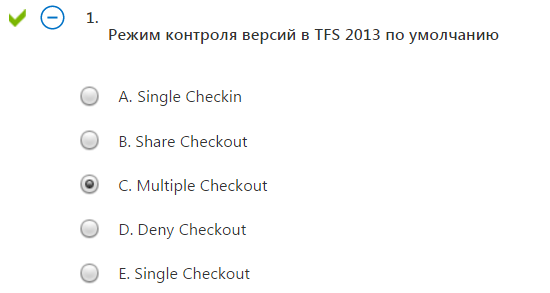 1.
Режим контроля версий в TFS 2013 по умолчанию
A. Single Checkin
B. Share Checkout
C. Multiple Checkout
D. Deny Checkout
E. Single Checkout